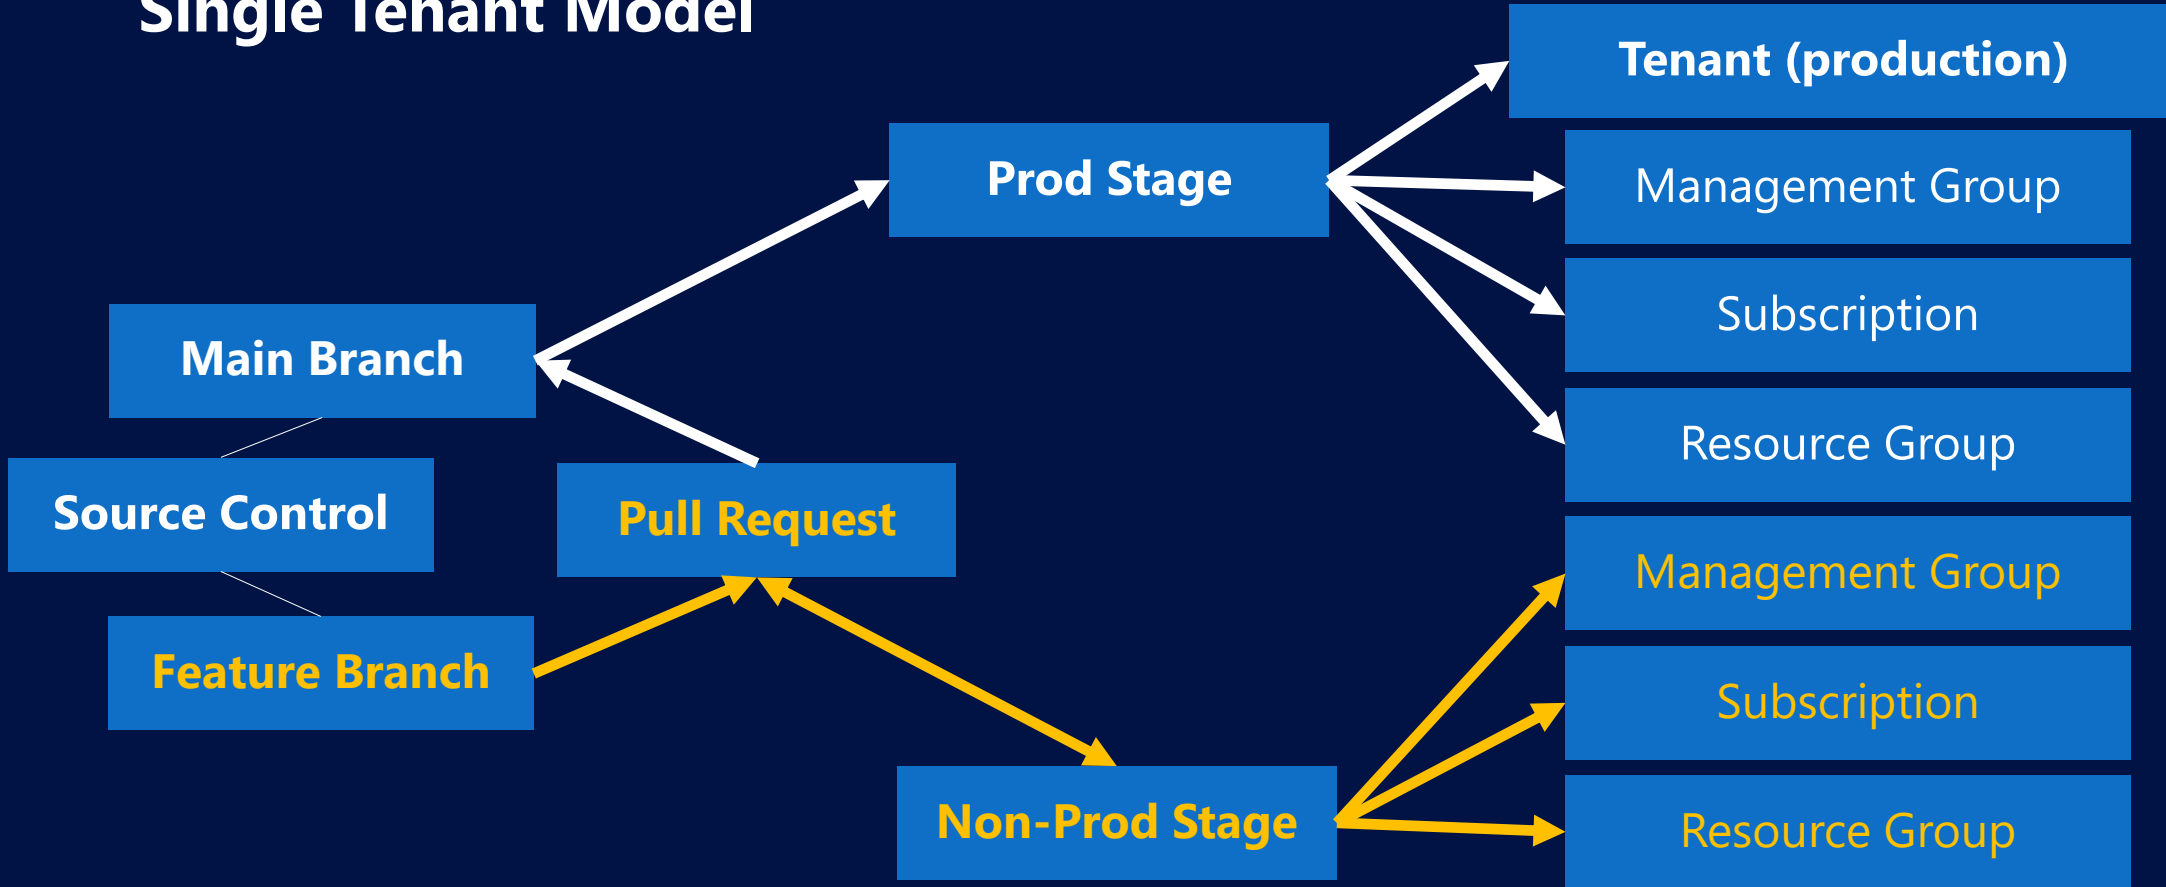 Single Tenant Model
Tenant (production)
Prod Stage
Management Group
Subscription
Main Branch
Resource Group
Source Control
Pull Request
Management Group
Feature Branch
Subscription
Non-Prod Stage
Resource Group